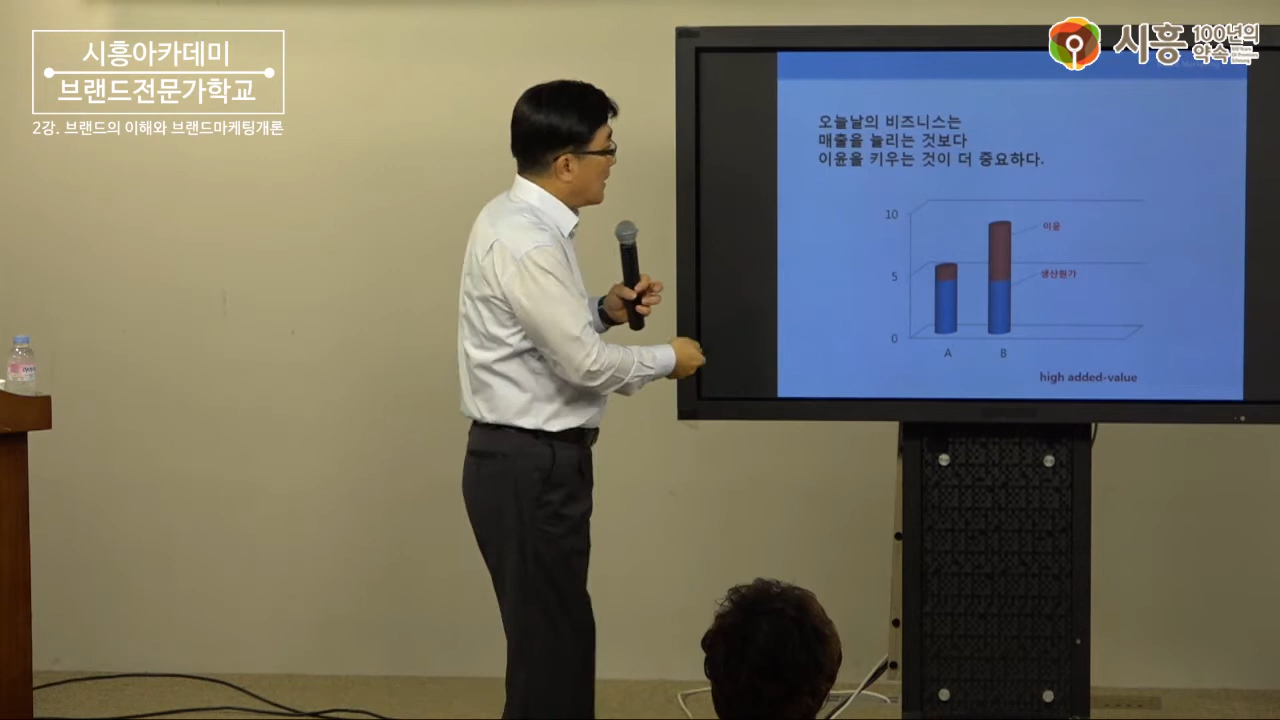 시흥아카데미
브랜드전문가학교
2강. 브랜드의 이해와 브랜드마케팅개론
시흥 100년의
약속
오늘날의 비즈니스는
매출을 늘리는 것보다
이윤을 키우는 것이 더 중요하다.
10
이윤
5
생산원가
0
A B
high added-value